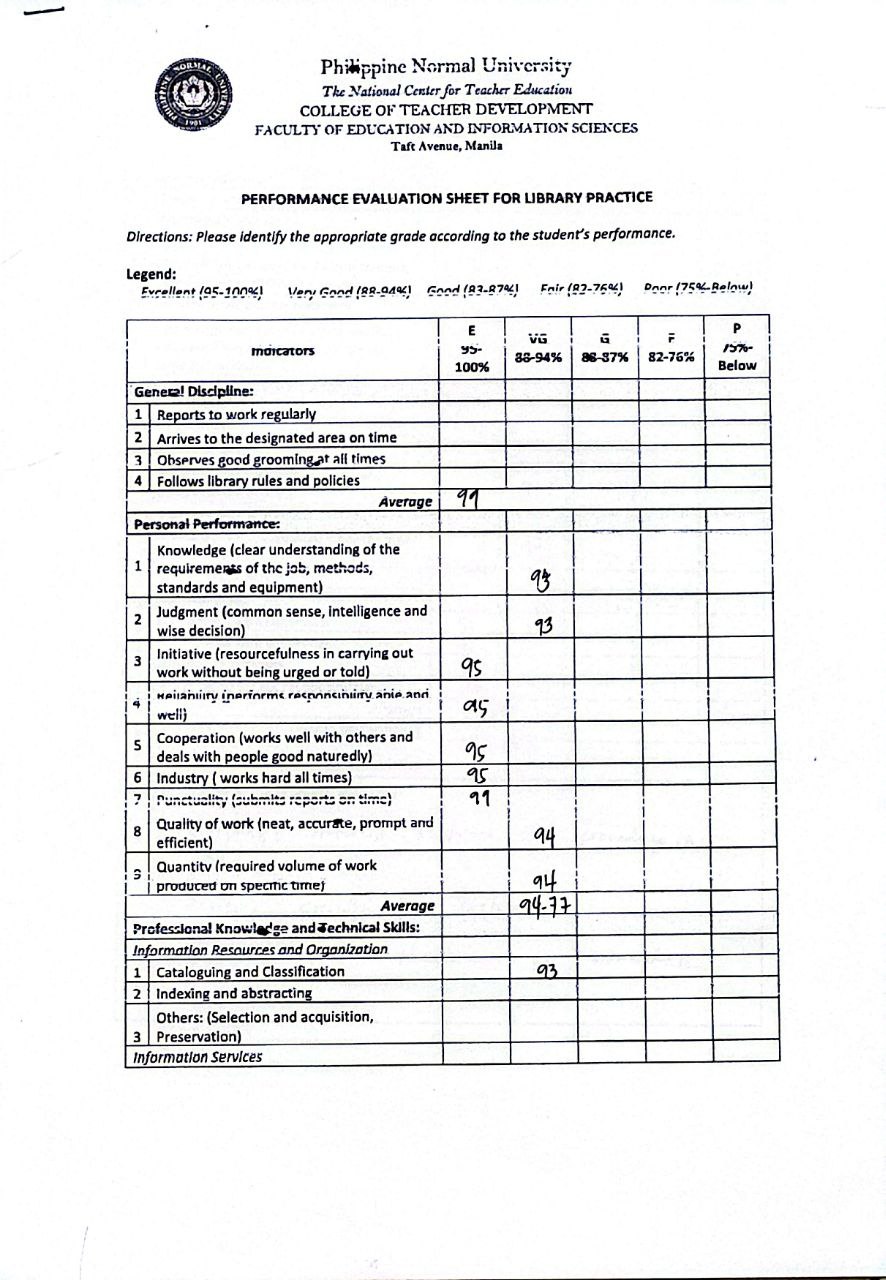 Philippine Normal University
The National Center for Teacher Education
COLLEGE OF TEACHER DEVELOPMENT
FACULTY OF EDUCATION AND INFORMATION SCIENCES
Taft Avenue, Manila
PERFORMANCE EVALUATION SHEET FOR LIBRARY PRACTICE
Directions: Please identify the appropriate grade according to the student's performance.
Legend:
Excellent (95-100%) Very Good (88-94%) Good (83-87%) Fair (82-76%) Poor (75%-Below)
Indicators E 95-100% VG 88-94% G 86-87% F 82-76% P 75%-Below
General Discipline:
1 Reports to work regularly
2 Arrives to the designated area on time
3 Observes good grooming at all times
4 Follows library rules and policies
Average 99
Personal Performance:
1 Knowledge (clear understanding of the
requirements of the job, methods,
standards and equipment) 93
2 Judgment (common sense, intelligence and
wise decision) 93
3 Initiative (resourcefulness in carrying out
work without being urged or told) 95
4 Reliability (performs responsibility able and
well) 95
5 Cooperation (works well with others and
deals with people good naturedly) 95
6 Industry ( works hard all times) 95
7 Punctuality (submits reports on time) 99
8 Quality of work (neat, accurate, prompt and
efficient) 94
9 Quantity (required volume of work
produced on specific time) 94
Average 94-77
Professional Knowledge and Technical Skills:
Information Resources and Organization
1 Cataloguing and Classification 93
2 Indexing and abstracting
Others: (Selection and acquisition,
3 Preservation)
Information Services